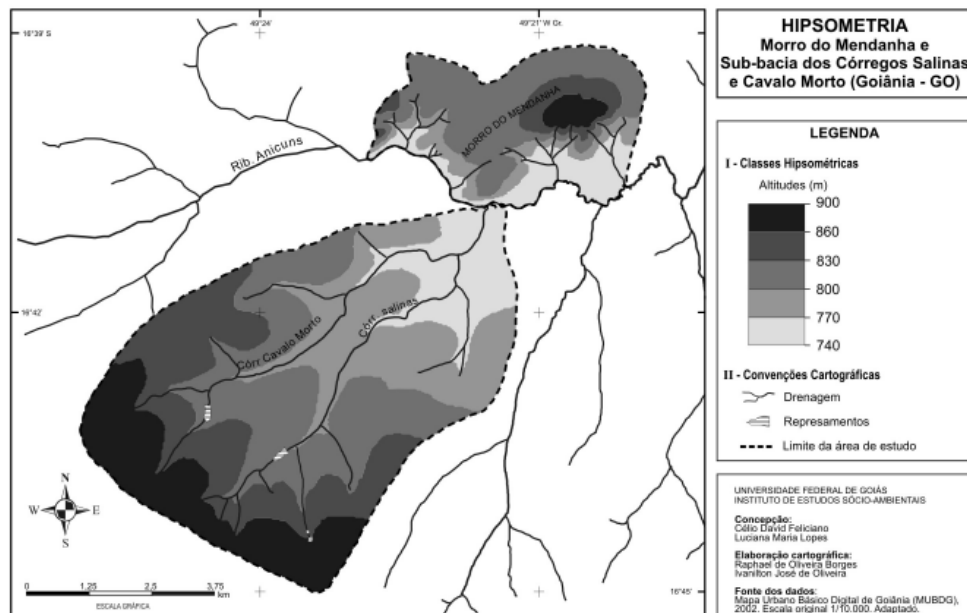 49°24'
49°21' W Gr.
16°39' S
16°42'
16°45'
Rib. Anicuns
MORRO DO MENDANHA
Córr Cavalo Morto
Córr. salinas
N
W E
S
0 1,25 2,5 3,75
km
ESCALA GRÁFICA
HIPSOMETRIA
Morro do Mendanha e
Sub-bacia dos Córregos Salinas
e Cavalo Morto (Goiânia - GO)
LEGENDA
I - Classes Hipsométricas
Altitudes (m)
900
860
830
800
770
740
II - Convenções Cartográficas
Drenagem
Represamentos
Limite da área de estudo
UNIVERSIDADE FEDERAL DE GOIÁS
INSTITUTO DE ESTUDOS SÓCIO-AMBIENTAIS
Concepção:
Célio David Feliciano
Luciana Maria Lopes
Elaboração cartográfica:
Raphael de Oliveira Borges
Ivanilton José de Oliveira
Fonte dos dados:
Mapa Urbano Básico Digital de Goiânia (MUBDG),
2002. Escala original 1/10.000. Adaptado.